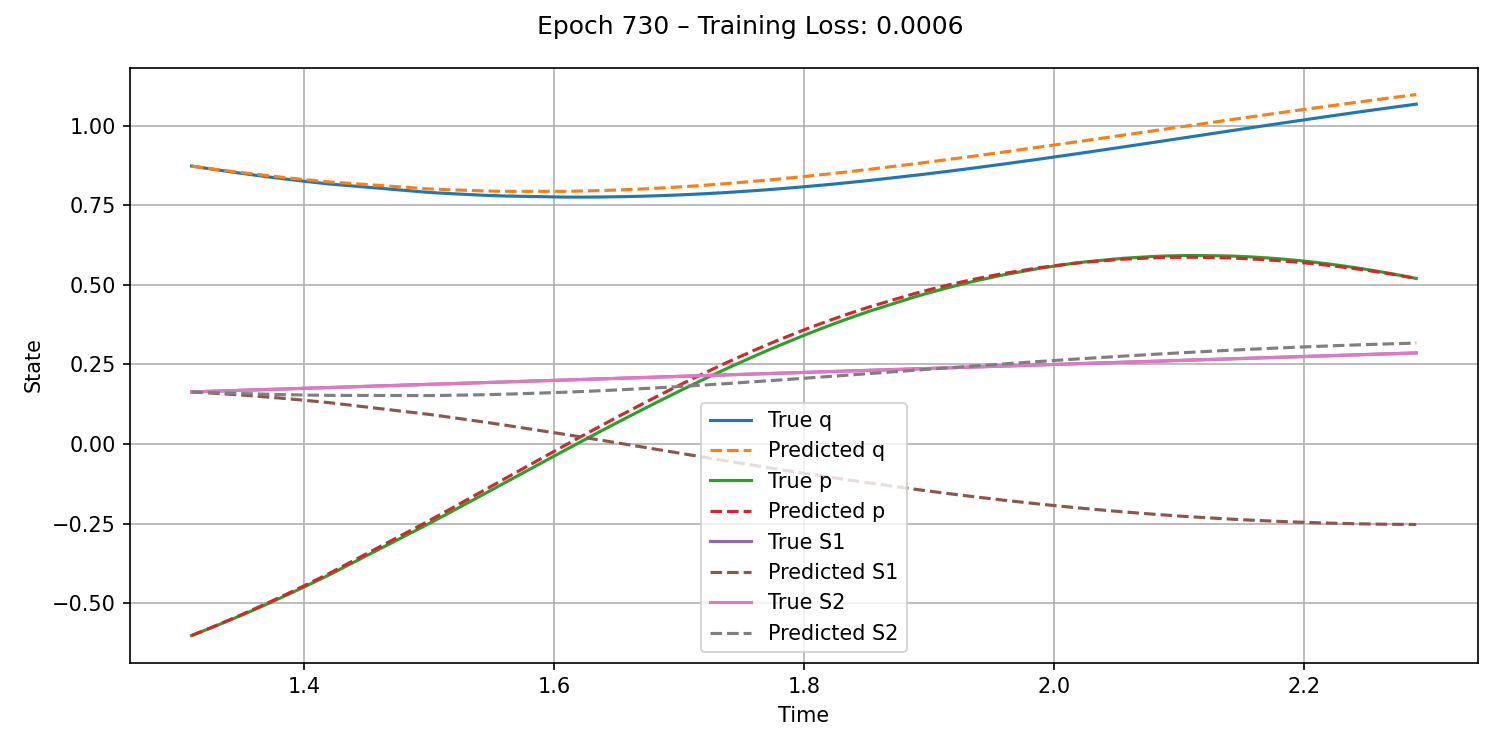 Epoch 730 – Training Loss: 0.0006
1.00
0.75
0.50
0.25
0.00
−0.25
−0.50
State
True q
Predicted q
True p
Predicted p
True S1
Predicted S1
True S2
Predicted S2
1.4
1.6
1.8
2.0
2.2
Time